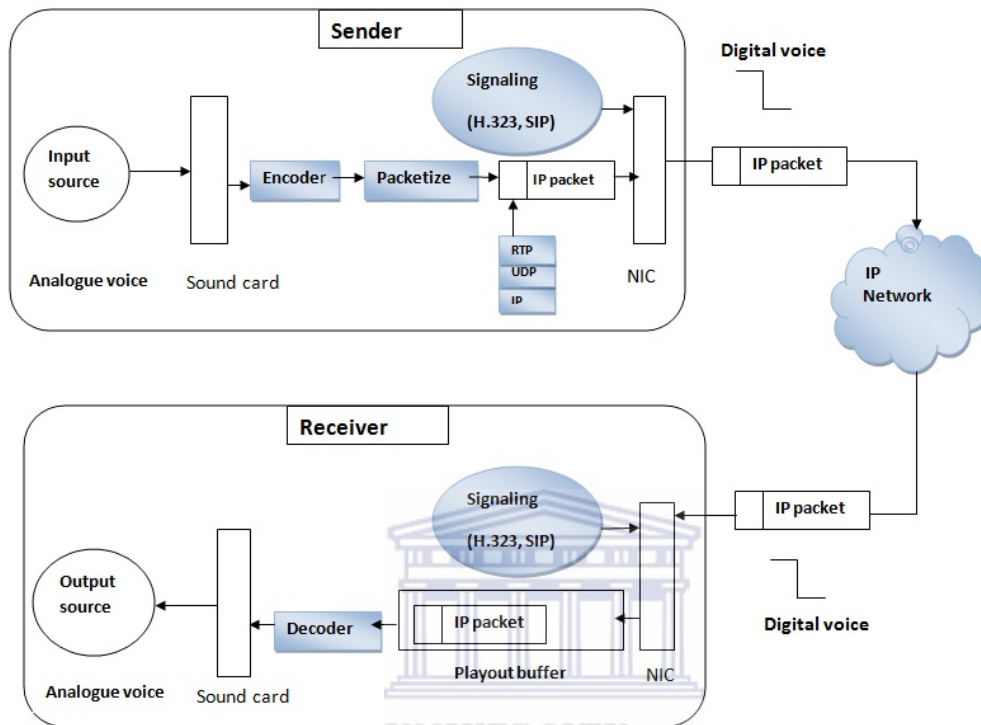 Sender
Digital voice
Signaling
(H.323, SIP)
Input
source
Encoder
Packetize
IP packet
IP packet
RTP
UDP
IP
Analogue voice
Sound card
NIC
IP
Network
Receiver
Signaling
(H.323, SIP)
IP packet
Output
source
Decoder
IP packet
Digital voice
Playout buffer
Analogue voice
Sound card
NIC